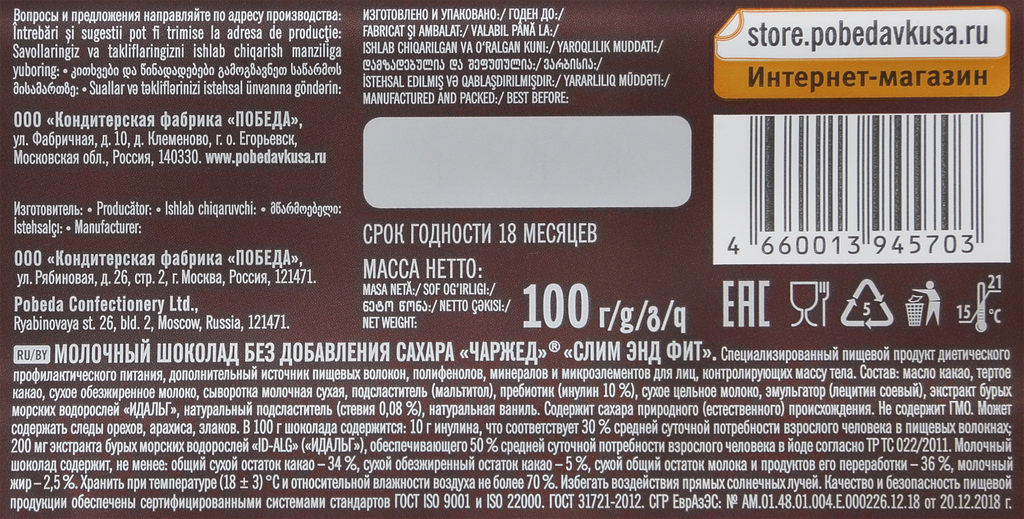 Вопросы и предложения направляйте по адресу производства:
Întrebări şi sugestii pot fi trimise la adresa de producţie:
Savollaringiz va takliflaringizni ishlab chiqarish manziliga
yuboring: • კითხვები და წინადადებები გამოგზავნეთ საწარმოს
მისამართზე: • Suallar və təkliflərinizi istehsal ünvanına göndərin:
ООО «Кондитерская фабрика «ПОБЕДА»,
ул. Фабричная, д. 10, д. Клеменово, г. о. Егорьевск,
Московская обл., Россия, 140330. www.pobedavkusa.ru
Изготовитель: • Producător: • Ishlab chiqaruvchi: • მწარმოებელი:
İstehsalçı: • Manufacturer:
ООО «Кондитерская фабрика «ПОБЕДА»,
ул. Рябиновая, д. 26, стр. 2, г. Москва, Россия, 121471.
Pobeda Confectionery Ltd.,
Ryabinovaya st. 26, bld. 2, Moscow, Russia, 121471.
ИЗГОТОВЛЕНО И УПАКОВАНО:/ ГОДЕН ДО:/
FABRICAT ŞI AMBALAT:/ VALABIL PÂNĂ LA:/
ISHLAB CHIQARILGAN VA O'RALGAN KUNI:/ YAROQLILIK MUDDATI:/
დამზადებულია და შეფუთულია:/ ვარგისია:/
İSTEHSAL EDILMIŞ VƏ QABLAŞDIRILMIŞDIR:/ YARARLILIQ MÜDDƏTI:/
MANUFACTURED AND PACKED:/ BEST BEFORE:
СРОК ГОДНОСТИ 18 МЕСЯЦЕВ
МАССА НЕТТО:
MASA NETĂ:/ SOF OG'IRLIGI:/
ნეტო წონა:/ NETTO ÇƏKISI:/
NET WEIGHT:
100 г/g/გ/q
store.pobedavkusa.ru
Интернет-магазин
4 660013 945703
EAC
5
21
15 °C
RU/BY МОЛОЧНЫЙ ШОКОЛАД БЕЗ ДОБАВЛЕНИЯ САХАРА «ЧАРЖЕД»® «СЛИМ ЭНД ФИТ». Специализированный пищевой продукт диетического
профилактического питания, дополнительный источник пищевых волокон, полифенолов, минералов и микроэлементов для лиц, контролирующих массу тела. Состав: масло какао, тертое
какао, сухое обезжиренное молоко, сыворотка молочная сухая, подсластитель (мальтитол), пребиотик (инулин 10 %), сухое цельное молоко, эмульгатор (лецитин соевый), экстракт бурых
морских водорослей «ИДАЛЬГ», натуральный подсластитель (стевия 0,08 %), натуральная ваниль. Содержит сахара природного (естественного) происхождения. Не содержит ГМО. Может
содержать следы орехов, арахиса, злаков. В 100 г шоколада содержится: 10 г инулина, что соответствует 30 % средней суточной потребности взрослого человека в пищевых волокнах;
200 мг экстракта бурых морских водорослей «ID-ALG» («ИДАЛЬГ»), обеспечивающего 50 % средней суточной потребности взрослого человека в йоде согласно ТР ТС 022/2011. Молочный
шоколад содержит, не менее: общий сухой остаток какао – 34 %, сухой обезжиренный остаток какао – 5 %, сухой общий остаток молока и продуктов его переработки – 36 %, молочный
жир – 2,5 %. Хранить при температуре (18 ± 3) °С и относительной влажности воздуха не более 70 %. Избегать воздействия прямых солнечных лучей. Качество и безопасность пищевой
продукции обеспечены сертифицированными системами стандартов ГОСТ ISO 9001 и ISO 22000. ГОСТ 31721-2012. СГР ЕврАзЭС: № AM.01.48.01.004.E.000226.12.18 от 20.12.2018 г.